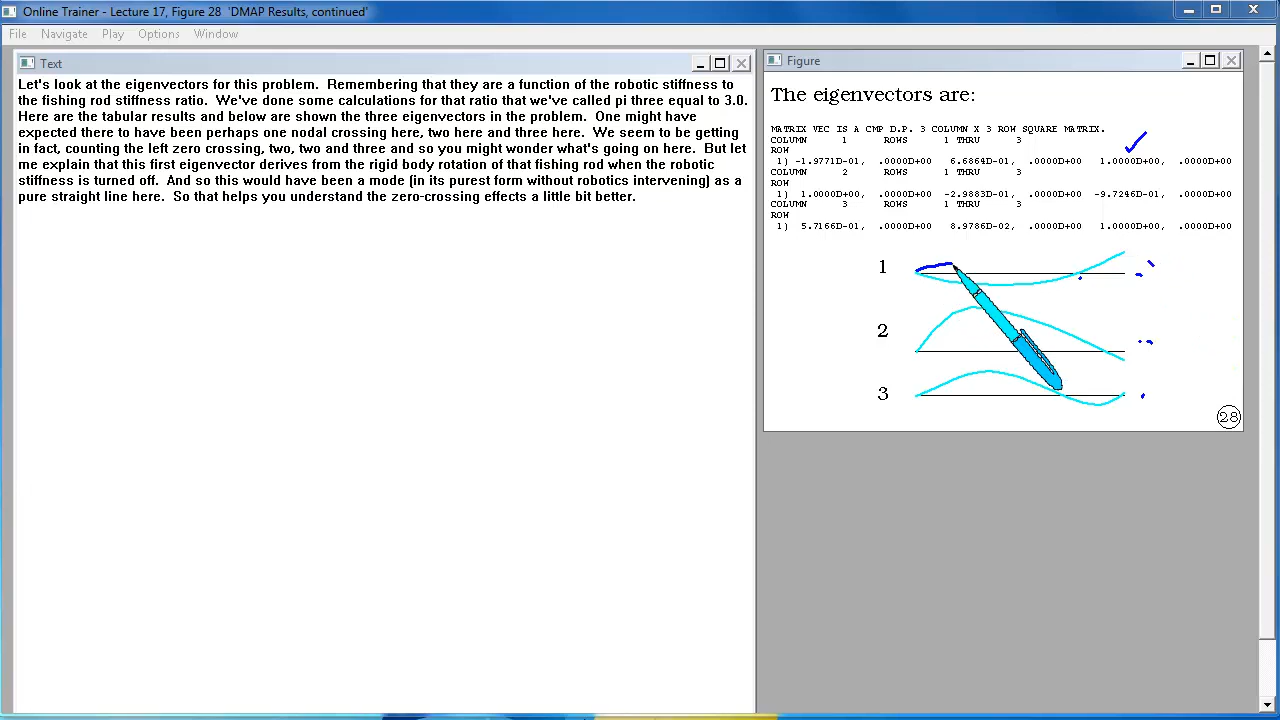 Online Trainer - Lecture 17, Figure 28 'DMAP Results, continued'
File Navigate Play Options Window
Text
Let's look at the eigenvectors for this problem. Remembering that they are a function of the robotic stiffness to
the fishing rod stiffness ratio. We've done some calculations for that ratio that we've called pi three equal to 3.0.
Here are the tabular results and below are shown the three eigenvectors in the problem. One might have
expected there to have been perhaps one nodal crossing here, two here and three here. We seem to be getting
in fact, counting the left zero crossing, two, two and three and so you might wonder what's going on here. But let
me explain that this first eigenvector derives from the rigid body rotation of that fishing rod when the robotic
stiffness is turned off. And so this would have been a mode (in its purest form without robotics intervening) as a
pure straight line here. So that helps you understand the zero-crossing effects a little bit better.
Figure
The eigenvectors are:
MATRIX VEC IS A CMP D.P. 3 COLUMN X 3 ROW SQUARE MATRIX.
COLUMN 1 ROWS 1 THRU 3
ROW
1) -1.9771D-01, .0000D+00 6.6864D-01, .0000D+00 1.0000D+00, .0000D+00
COLUMN 2 ROWS 1 THRU 3
ROW
1) 1.0000D+00, .0000D+00 -2.9883D-01, .0000D+00 -9.7246D-01, .0000D+00
COLUMN 3 ROWS 1 THRU 3
ROW
1) 5.7166D-01, .0000D+00 8.9786D-02, .0000D+00 1.0000D+00, .0000D+00
1
2
3
28